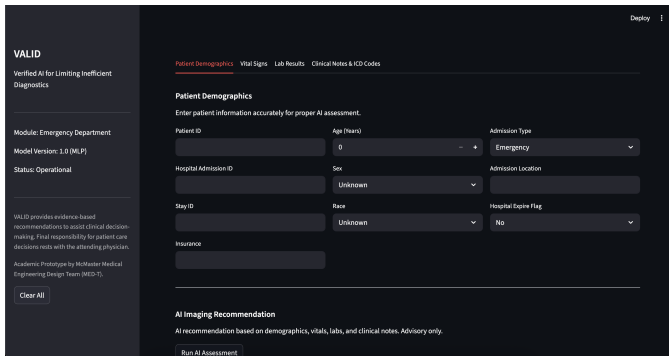 Deploy
VALID
Verified AI for Limiting Inefficient
Diagnostics
Module: Emergency Department
Model Version: 1.0 (MLP)
Status: Operational
VALID provides evidence-based
recommendations to assist clinical decision-
making. Final responsibility for patient care
decisions rests with the attending physician.
Academic Prototype by McMaster Medical
Engineering Design Team (MED-T).
Clear All
Patient Demographics Vital Signs Lab Results Clinical Notes & ICD Codes
Patient Demographics
Enter patient information accurately for proper AI assessment.
Patient ID Age (Years) Admission Type
0 − + Emergency
Hospital Admission ID Sex Admission Location
Unknown
Stay ID Race Hospital Expire Flag
Unknown No
Insurance
AI Imaging Recommendation
AI recommendation based on demographics, vitals, labs, and clinical notes. Advisory only.
Run AI Assessment